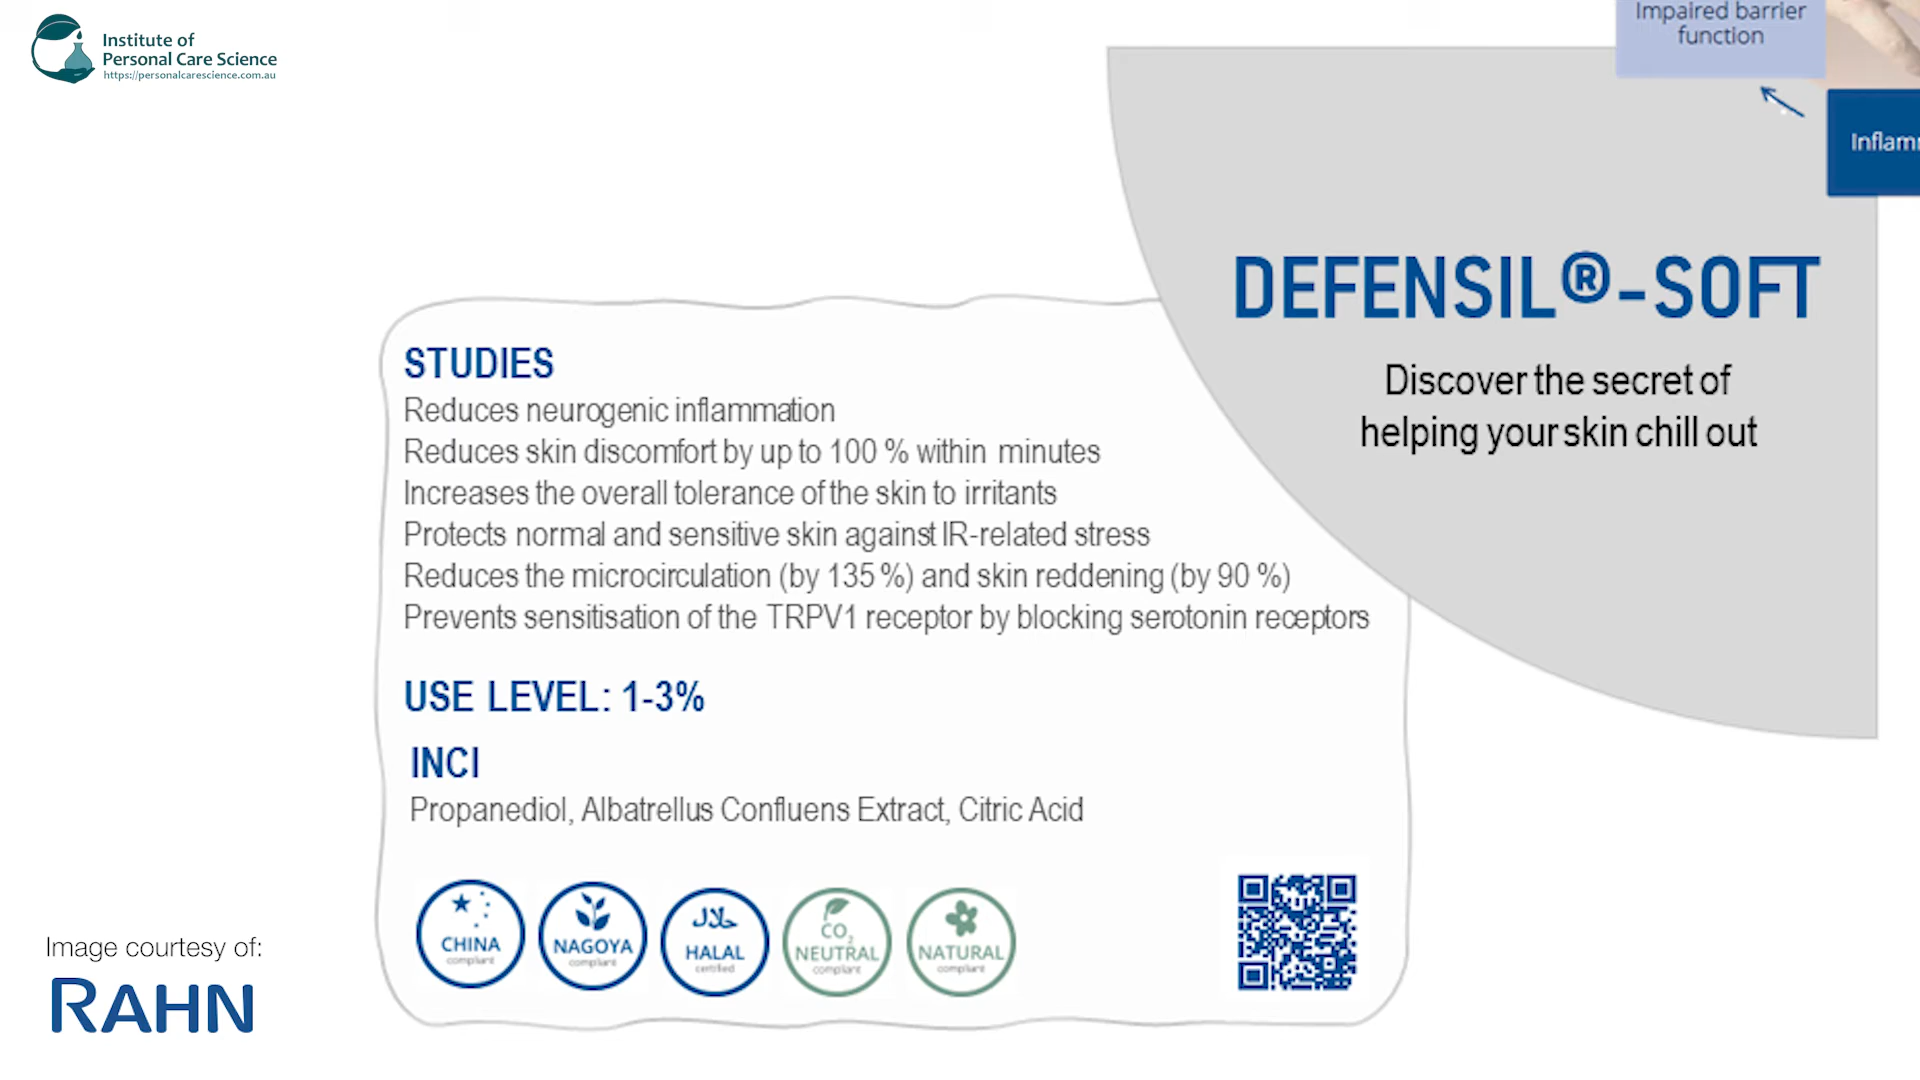 Institute of
Personal Care Science
https://personalcarescience.com.au
Impaired barrier
function
DEFENSIL®-SOFT
Discover the secret of
helping your skin chill out
STUDIES
Reduces neurogenic inflammation
Reduces skin discomfort by up to 100 % within minutes
Increases the overall tolerance of the skin to irritants
Protects normal and sensitive skin against IR-related stress
Reduces the microcirculation (by 135 %) and skin reddening (by 90 %)
Prevents sensitisation of the TRPV1 receptor by blocking serotonin receptors
USE LEVEL: 1-3%
INCI
Propanediol, Albatrellus Confluens Extract, Citric Acid
CHINA
compliant
NAGOYA
compliant
حلال
HALAL
certified
CO2
NEUTRAL
compliant
NATURAL
compliant
Image courtesy of:
RAHN